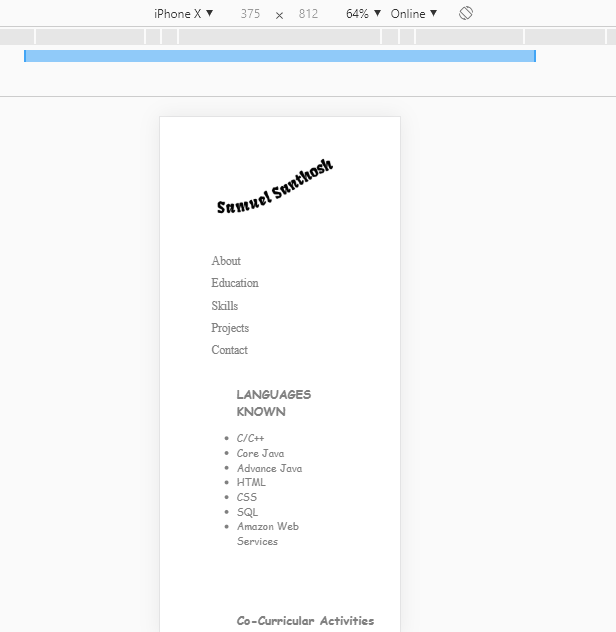 iPhone X ▼ 375 × 812 64% ▼ Online ▼
Samuel Santhosh
About
Education
Skills
Projects
Contact
LANGUAGES
KNOWN
• C/C++
• Core Java
• Advance Java
• HTML
• CSS
• SQL
• Amazon Web
Services
Co-Curricular Activities